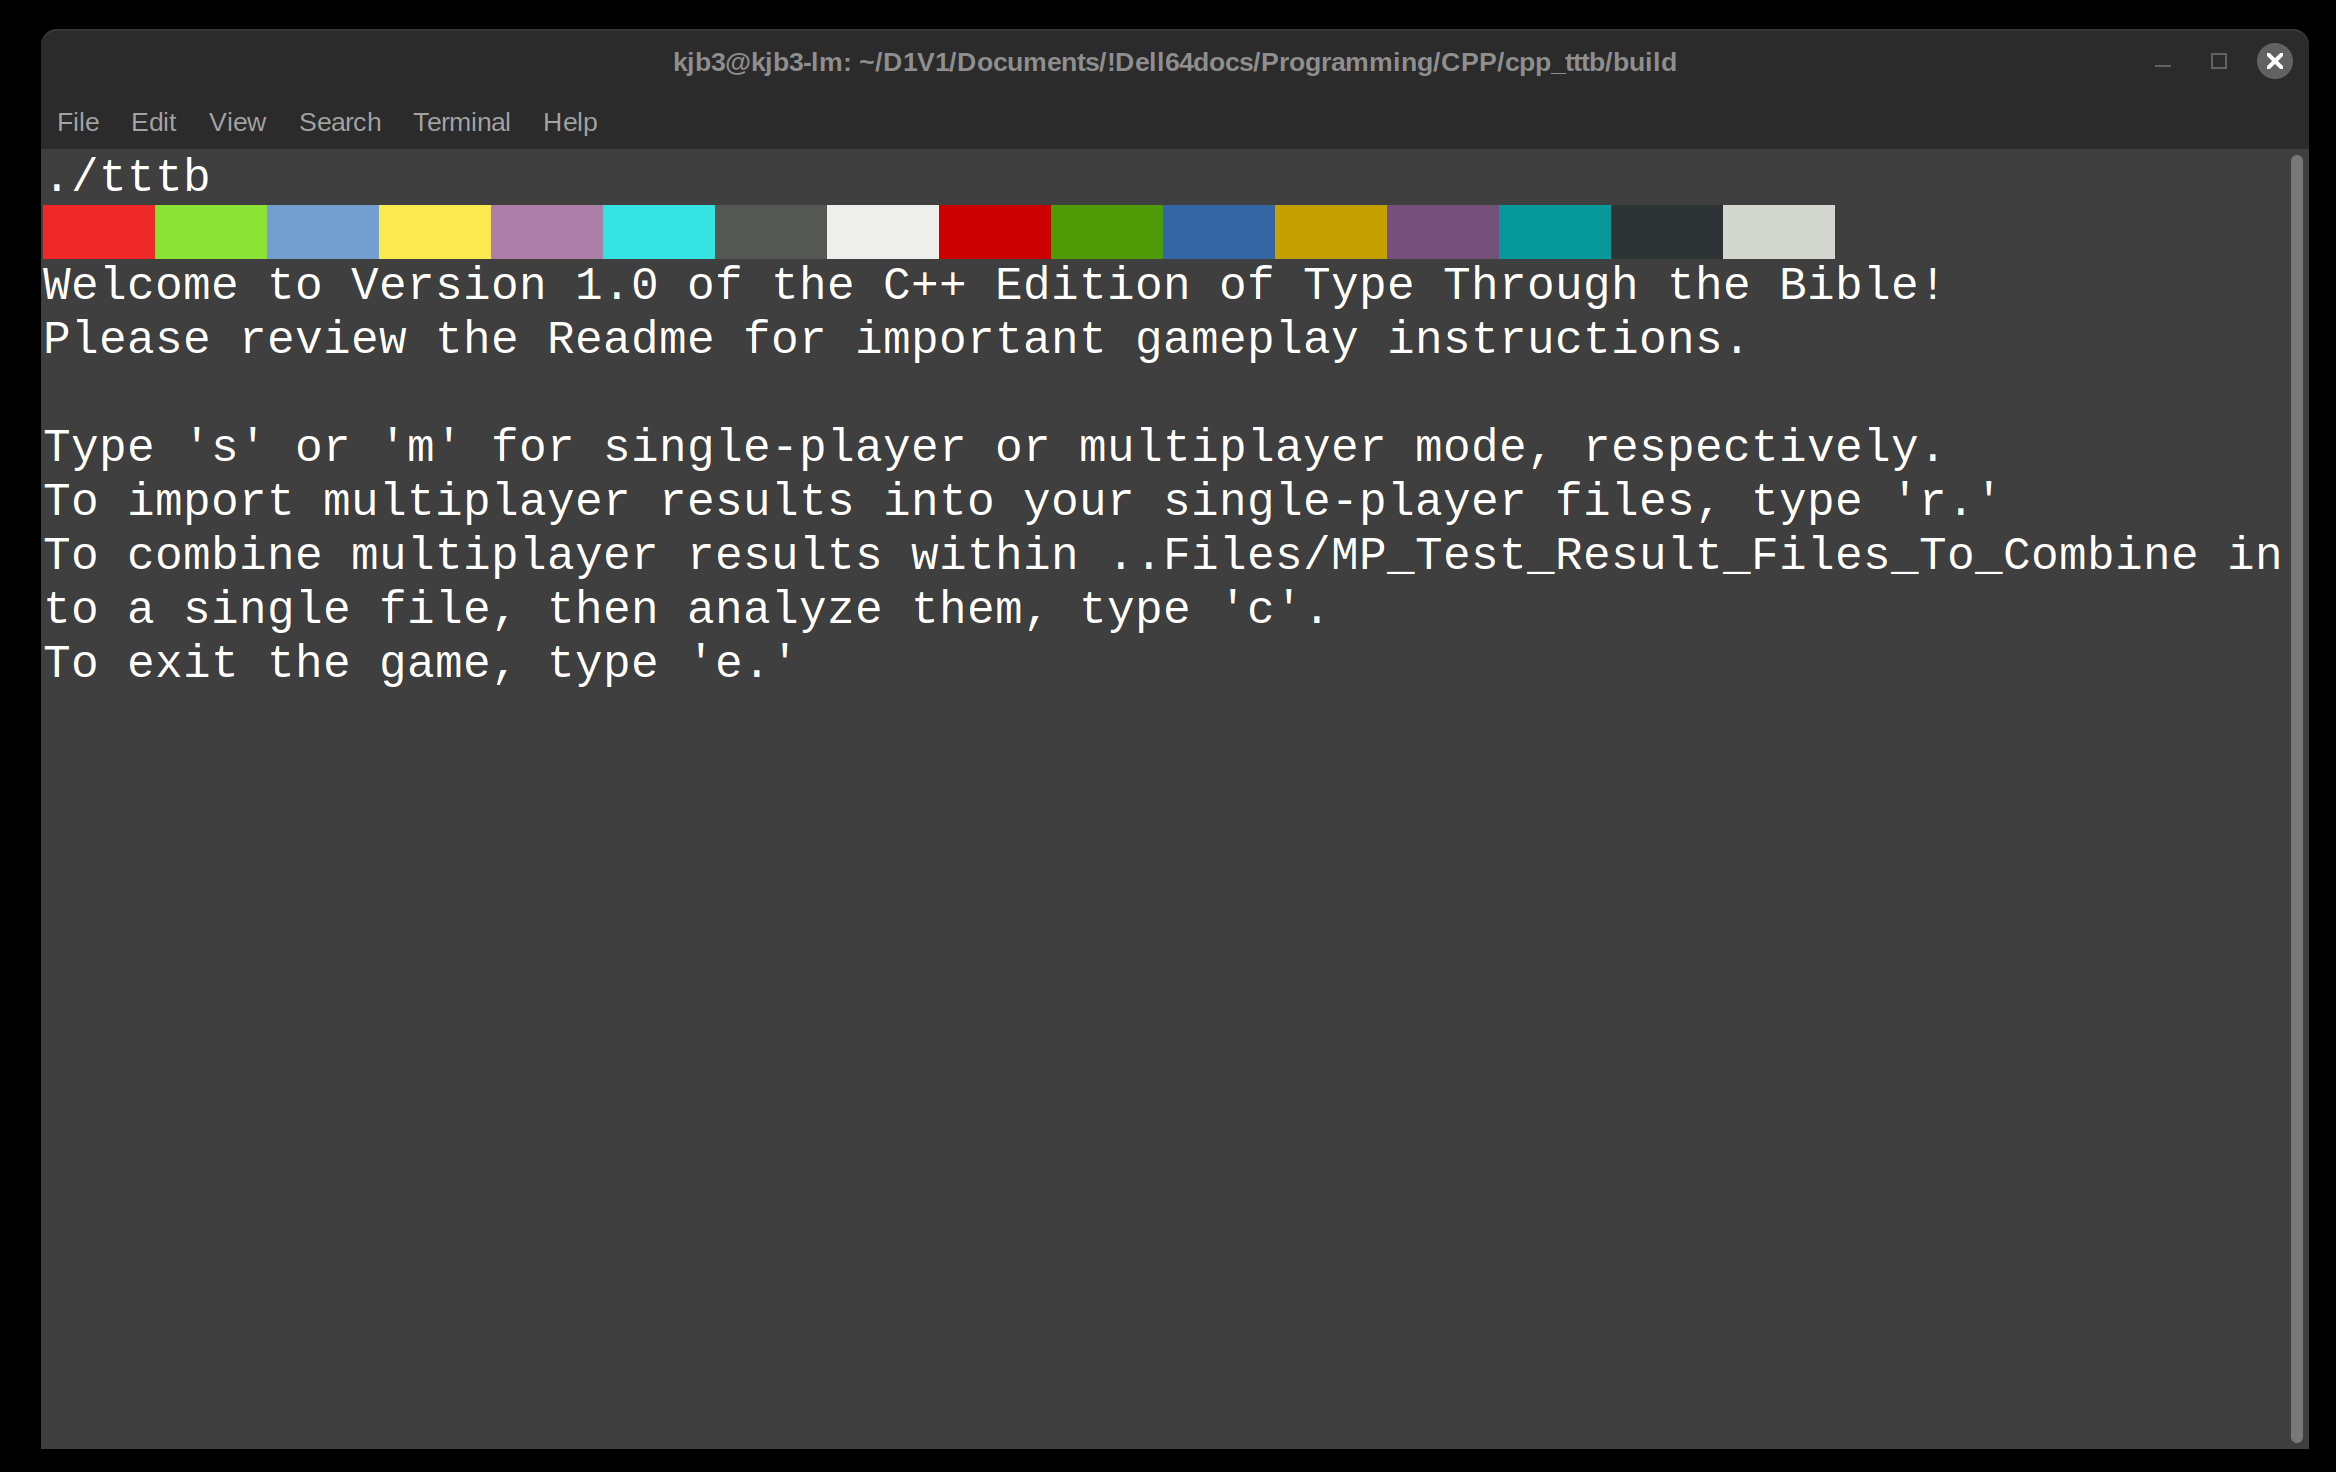 kjb3@kjb3-lm: ~/D1V1/Documents/!Dell64docs/Programming/CPP/cpp_tttb/build
File Edit View Search Terminal Help
./tttb
Welcome to Version 1.0 of the C++ Edition of Type Through the Bible!
Please review the Readme for important gameplay instructions.
Type 's' or 'm' for single-player or multiplayer mode, respectively.
To import multiplayer results into your single-player files, type 'r.'
To combine multiplayer results within ..Files/MP_Test_Result_Files_To_Combine in
to a single file, then analyze them, type 'c'.
To exit the game, type 'e.'